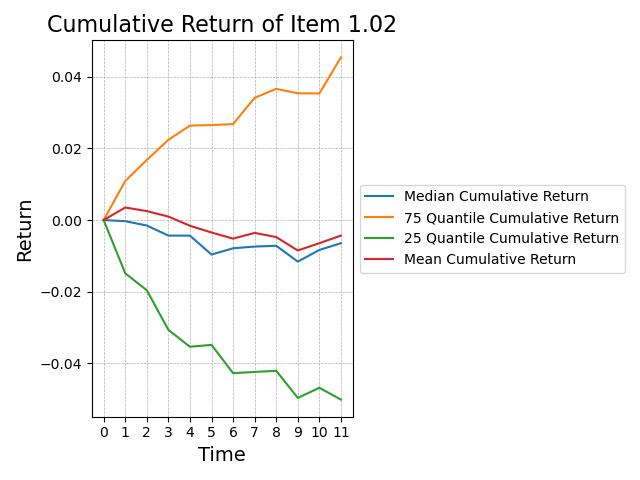 Cumulative Return of Item 1.02
0.04
0.02
0.00
−0.02
−0.04
Return
0 1 2 3 4 5 6 7 8 9 10 11
Time
Median Cumulative Return
75 Quantile Cumulative Return
25 Quantile Cumulative Return
Mean Cumulative Return